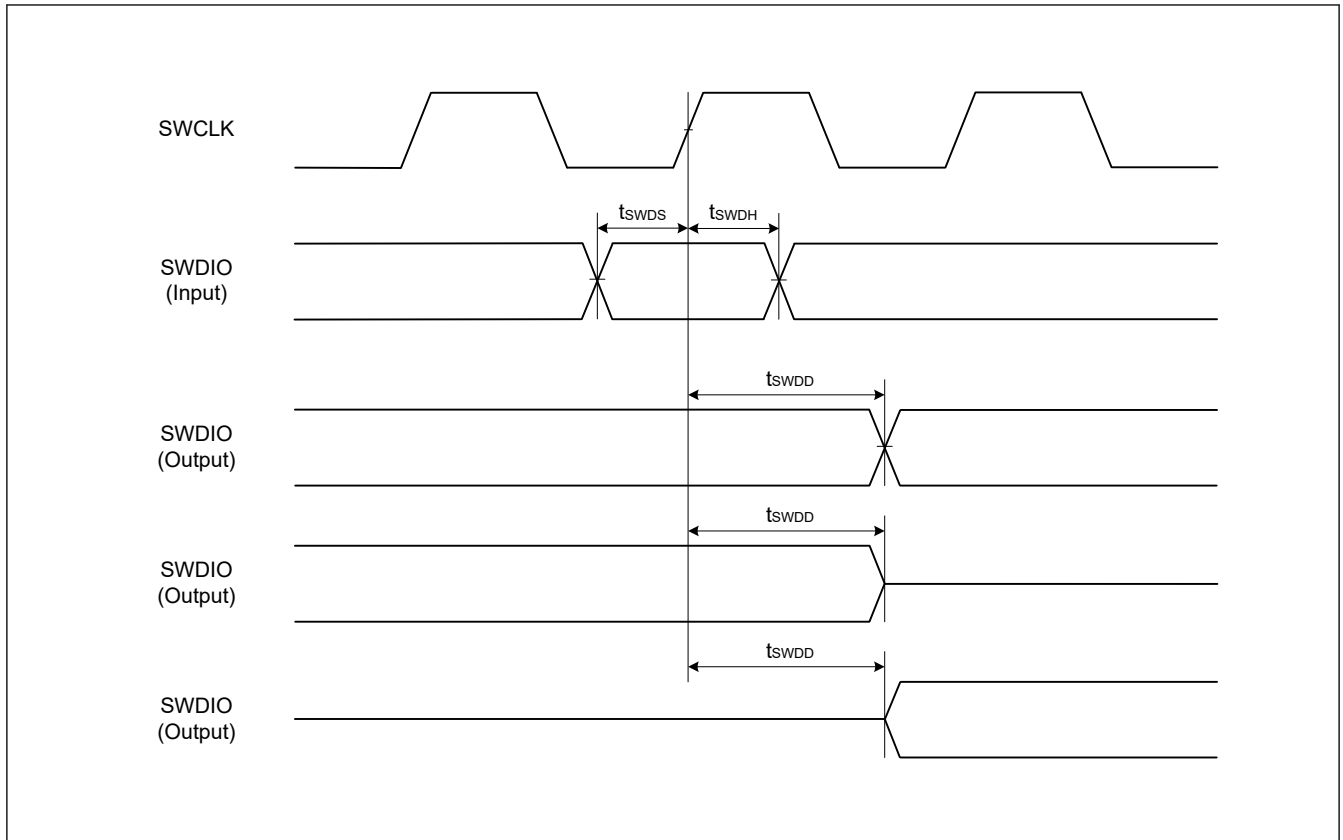 SWCLK
tSWDS
tSWDH
SWDIO
(Input)
tSWDD
SWDIO
(Output)
tSWDD
SWDIO
(Output)
tSWDD
SWDIO
(Output)